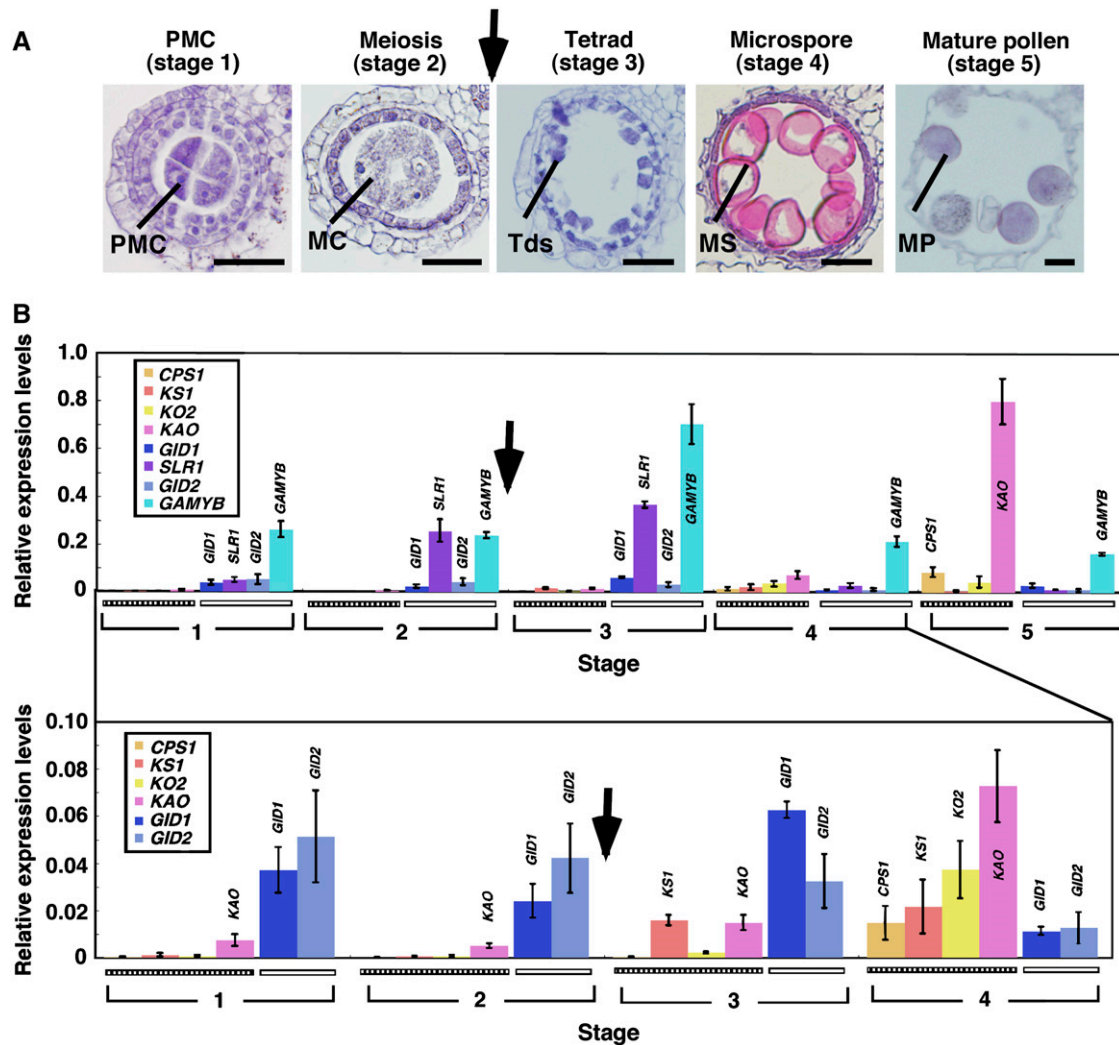 A
PMC (stage 1)
Meiosis (stage 2)
Tetrad (stage 3)
Microspore (stage 4)
Mature pollen (stage 5)
PMC
MC
Tds
MS
MP
B
Relative expression levels
1.0
0.8
0.6
0.4
0.2
0
CPS1
KS1
KO2
KAO
GID1
SLR1
GID2
GAMYB
GID1
SLR1
GID2
GAMYB
GID1
SLR1
GID2
GAMYB
GID1
SLR1
GID2
GAMYB
GAMYB
CPS1
KAO
GAMYB
1
2
3
4
5
Stage
Relative expression levels
0.10
0.08
0.06
0.04
0.02
0
CPS1
KS1
KO2
KAO
GID1
GID2
KAO
GID1
GID2
KAO
GID1
GID2
KS1
KAO
GID1
GID2
CPS1
KS1
KO2
KAO
GID1
GID2
1
2
3
4
Stage